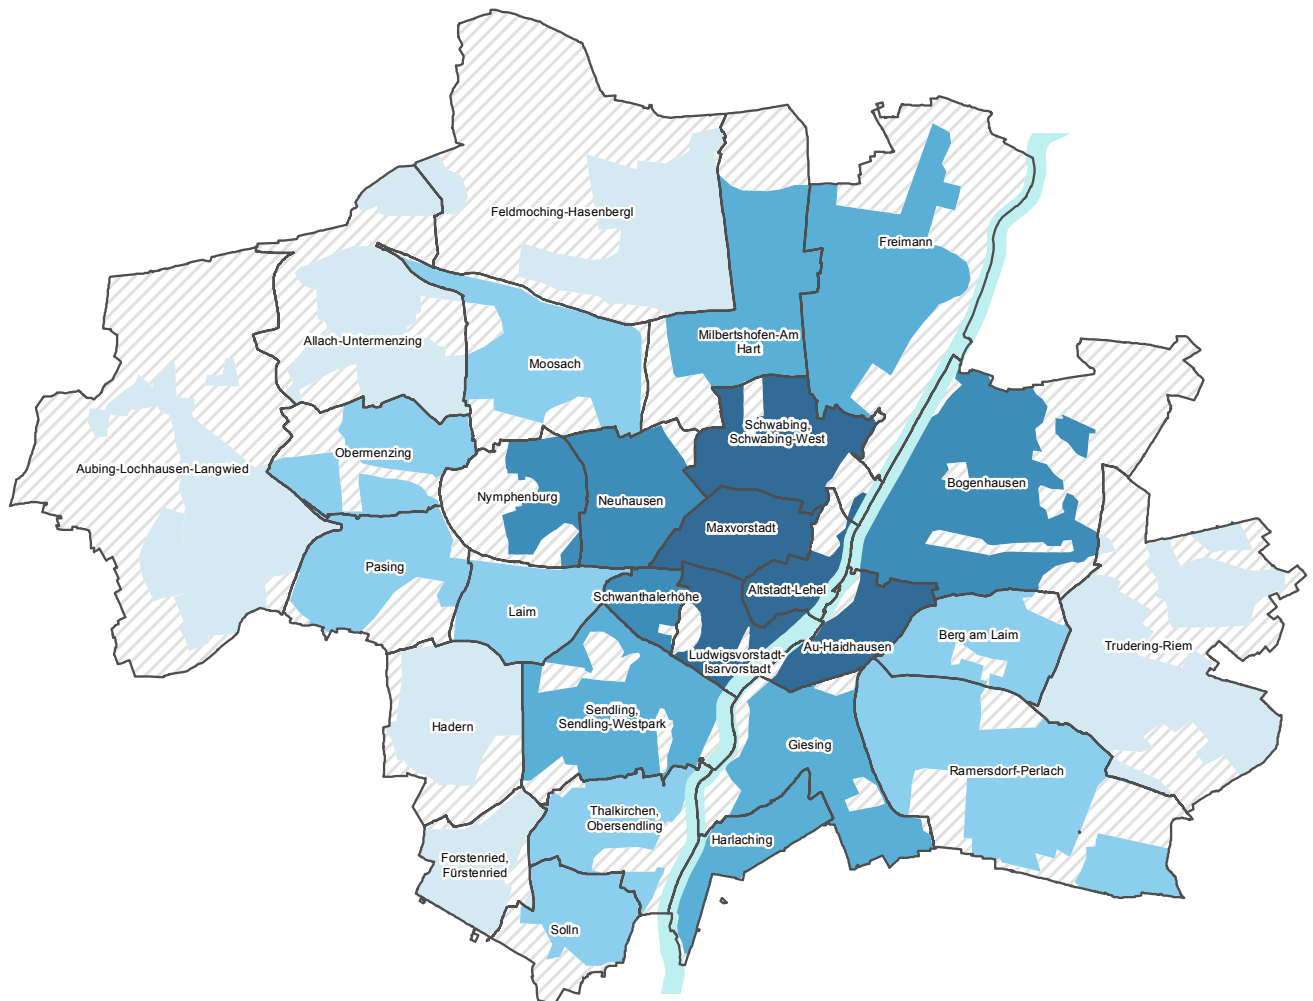 Feldmoching-Hasenbergl
Freimann
Allach-Untermenzing
Milbertshofen-Am
Hart
Moosach
Schwabing,
Schwabing-West
Obermenzing
Aubing-Lochhausen-Langwied
Bogenhausen
Nymphenburg
Neuhausen
Maxvorstadt
Pasing
Altstadt-Lehel
Schwanthalerhöhe
Laim
Berg am Laim
Au-Haidhausen
Trudering-Riem
Ludwigsvorstadt-
Isarvorstadt
Sendling,
Sendling-Westpark
Hadern
Giesing
Ramersdorf-Perlach
Thalkirchen,
Obersendling
Harlaching
Forstenried,
Fürstenried
Solln